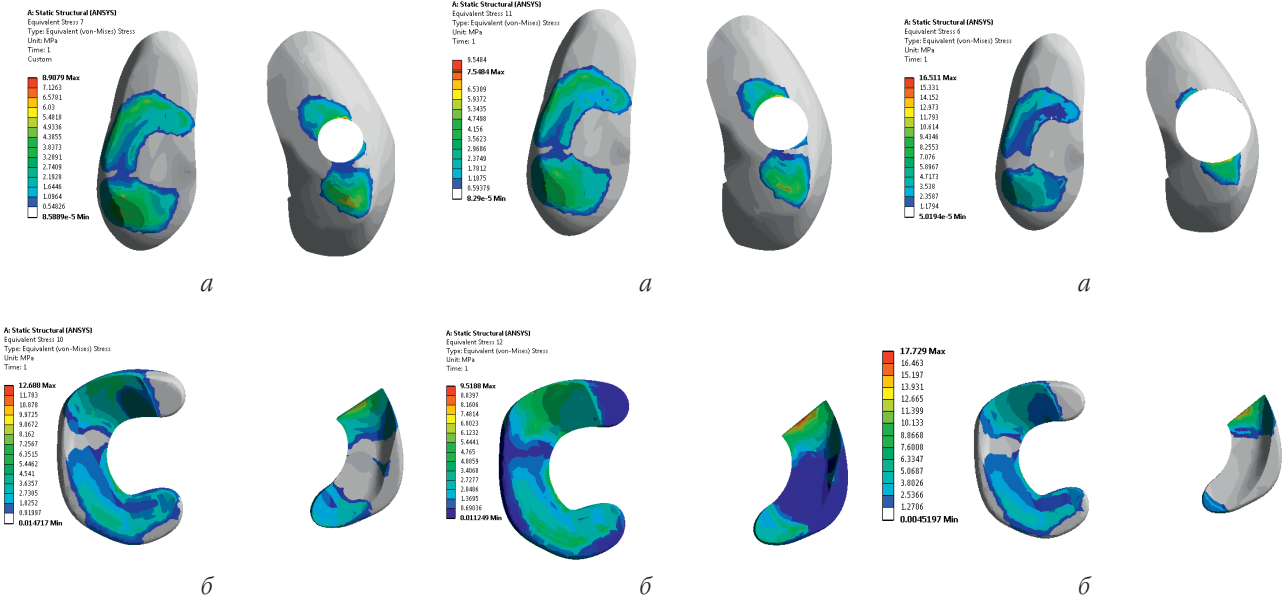 A: Static Structural (ANSYS)
Equivalent Stress 7
Type: Equivalent (von-Mises) Stress
Unit: MPa
Time: 1
Custom
8.9079 Max
7.1263
6.5781
6.03
5.4818
4.9336
4.3855
3.8373
3.2891
2.7409
2.1928
1.6446
1.0964
0.54826
8.5889e-5 Min
а
A: Static Structural (ANSYS)
Equivalent Stress 11
Type: Equivalent (von-Mises) Stress
Unit: MPa
Time: 1
9.5484
7.5484 Max
6.5309
5.9372
5.3435
4.7498
4.156
3.5623
2.9686
2.3749
1.7812
1.1875
0.59379
8.29e-5 Min
а
A: Static Structural (ANSYS)
Equivalent Stress 6
Type: Equivalent (von-Mises) Stress
Unit: MPa
Time: 1
16.511 Max
15.331
14.152
12.973
11.793
10.614
9.4346
8.2553
7.076
5.8967
4.7173
3.538
2.3587
1.1794
5.0194e-5 Min
а
A: Static Structural (ANSYS)
Equivalent Stress 10
Type: Equivalent (von-Mises) Stress
Unit: MPa
Time: 1
12.688 Max
11.783
10.878
9.9725
9.0672
8.162
7.2567
6.3515
5.4462
4.541
3.6357
2.7305
1.8252
0.91997
0.014717 Min
б
A: Static Structural (ANSYS)
Equivalent Stress 12
Type: Equivalent (von-Mises) Stress
Unit: MPa
Time: 1
9.5188 Max
8.8397
8.1606
7.4814
6.8023
6.1232
5.4441
4.765
4.0859
3.4068
2.7277
2.0486
1.3695
0.69036
0.011249 Min
б
17.729 Max
16.463
15.197
13.931
12.665
11.399
10.133
8.8668
7.6008
6.3347
5.0687
3.8026
2.5366
1.2706
0.0045197 Min
б